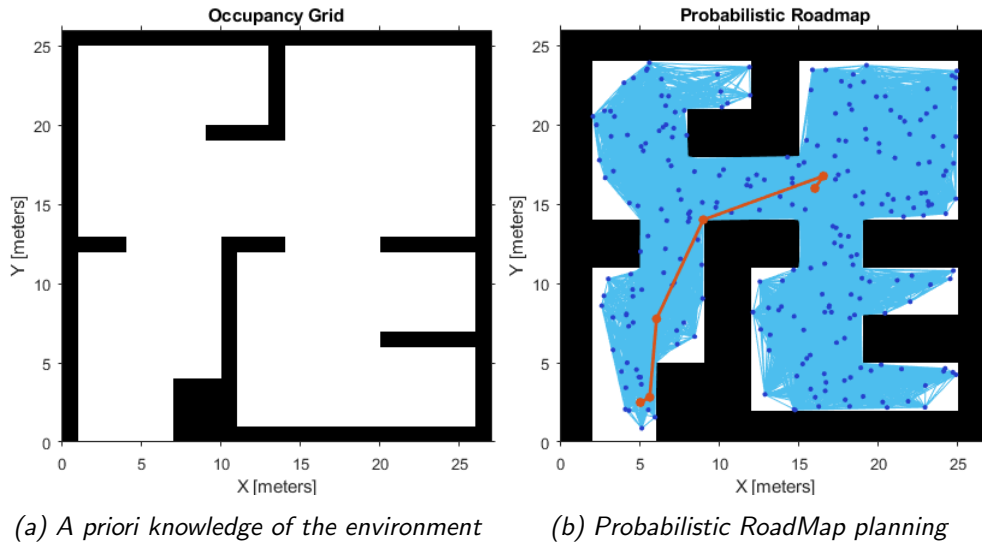 Occupancy Grid
25
20
15
10
5
0
Y [meters]
0 5 10 15 20 25
X [meters]
(a) A priori knowledge of the environment
Probabilistic Roadmap
25
20
15
10
5
0
Y [meters]
0 5 10 15 20 25
X [meters]
(b) Probabilistic RoadMap planning